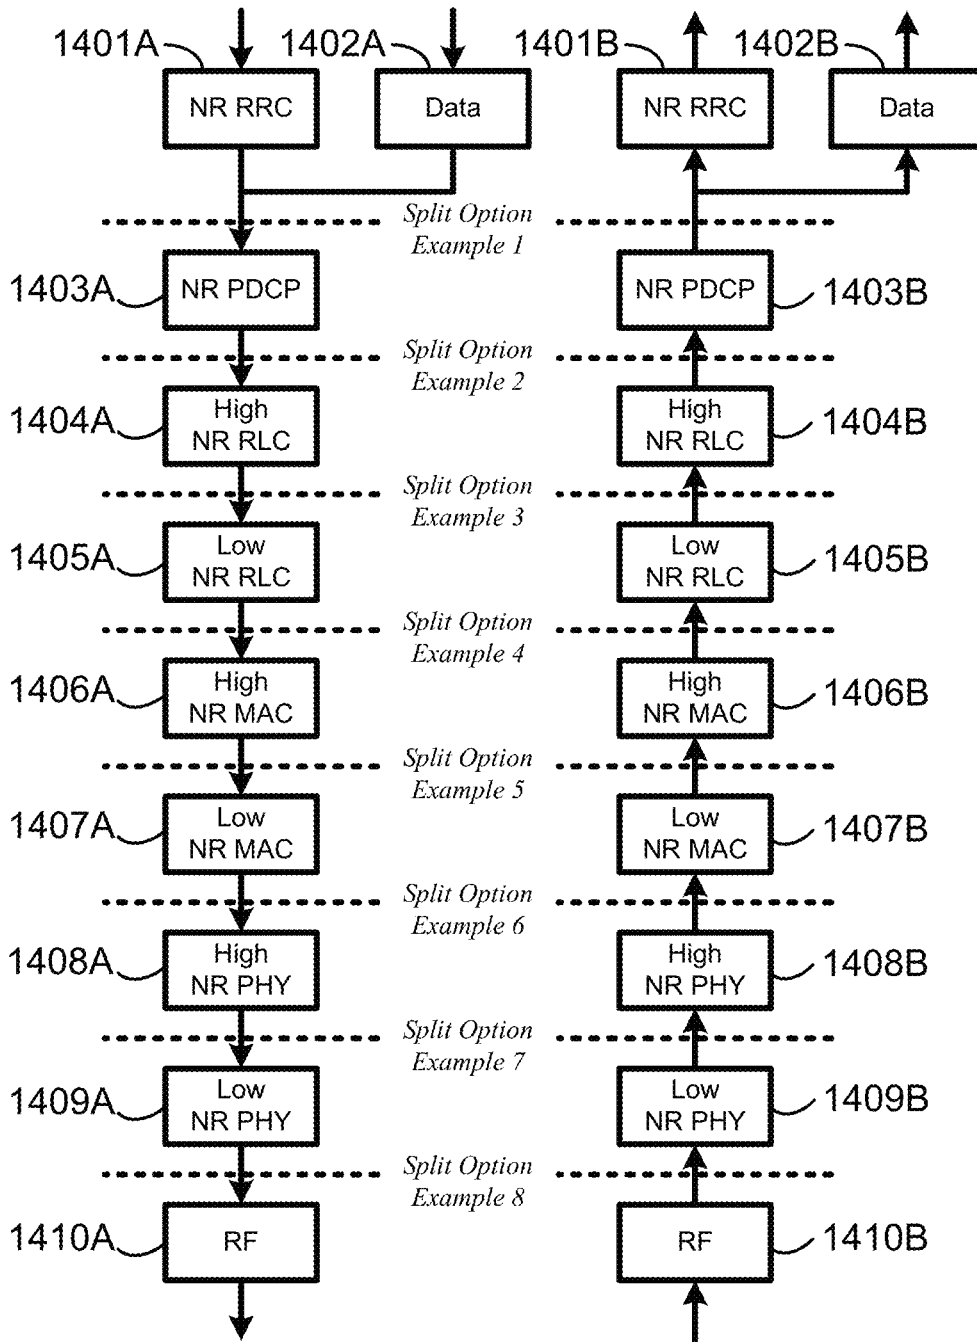 1401A 1402A 1401B 1402B
NR RRC Data NR RRC Data
Split Option
Example 1
1403A NR PDCP NR PDCP 1403B
Split Option
Example 2
1404A High High 1404B
NR RLC NR RLC
Split Option
Example 3
1405A Low Low 1405B
NR RLC NR RLC
Split Option
Example 4
1406A High High 1406B
NR MAC NR MAC
Split Option
Example 5
1407A Low Low 1407B
NR MAC NR MAC
Split Option
Example 6
1408A High High 1408B
NR PHY NR PHY
Split Option
Example 7
1409A Low Low 1409B
NR PHY NR PHY
Split Option
Example 8
1410A RF RF 1410B